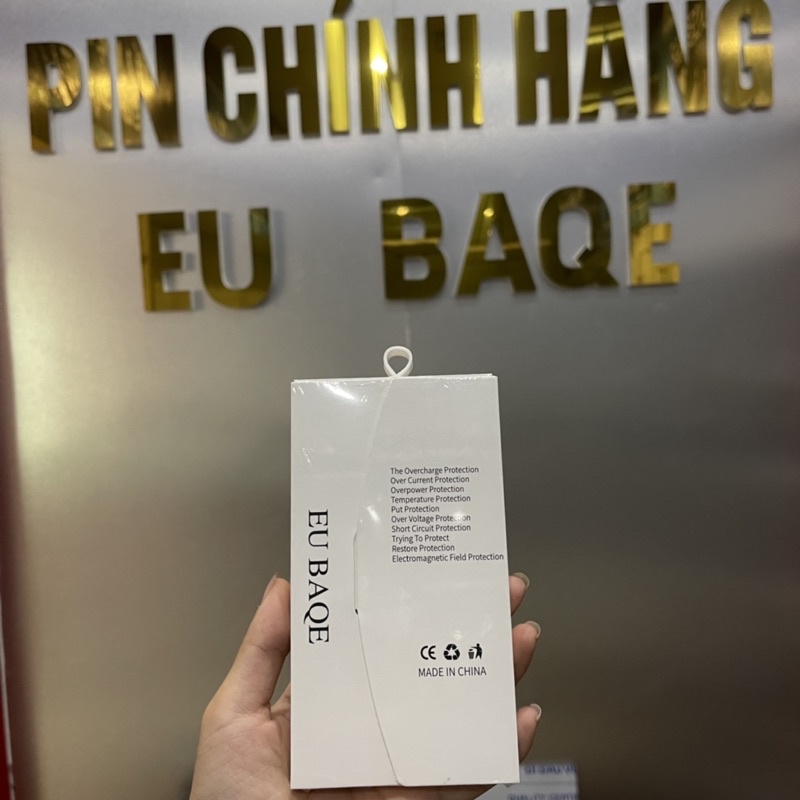 PIN CHÍNH HÃNG
EU BAQE
EU BAQE
The Overcharge Protection
Over Current Protection
Overpower Protection
Temperature Protection
Put Protection
Over Voltage Protection
Short Circuit Protection
Trying To Protect
Restore Protection
Electromagnetic Field Protection
CE
MADE IN CHINA